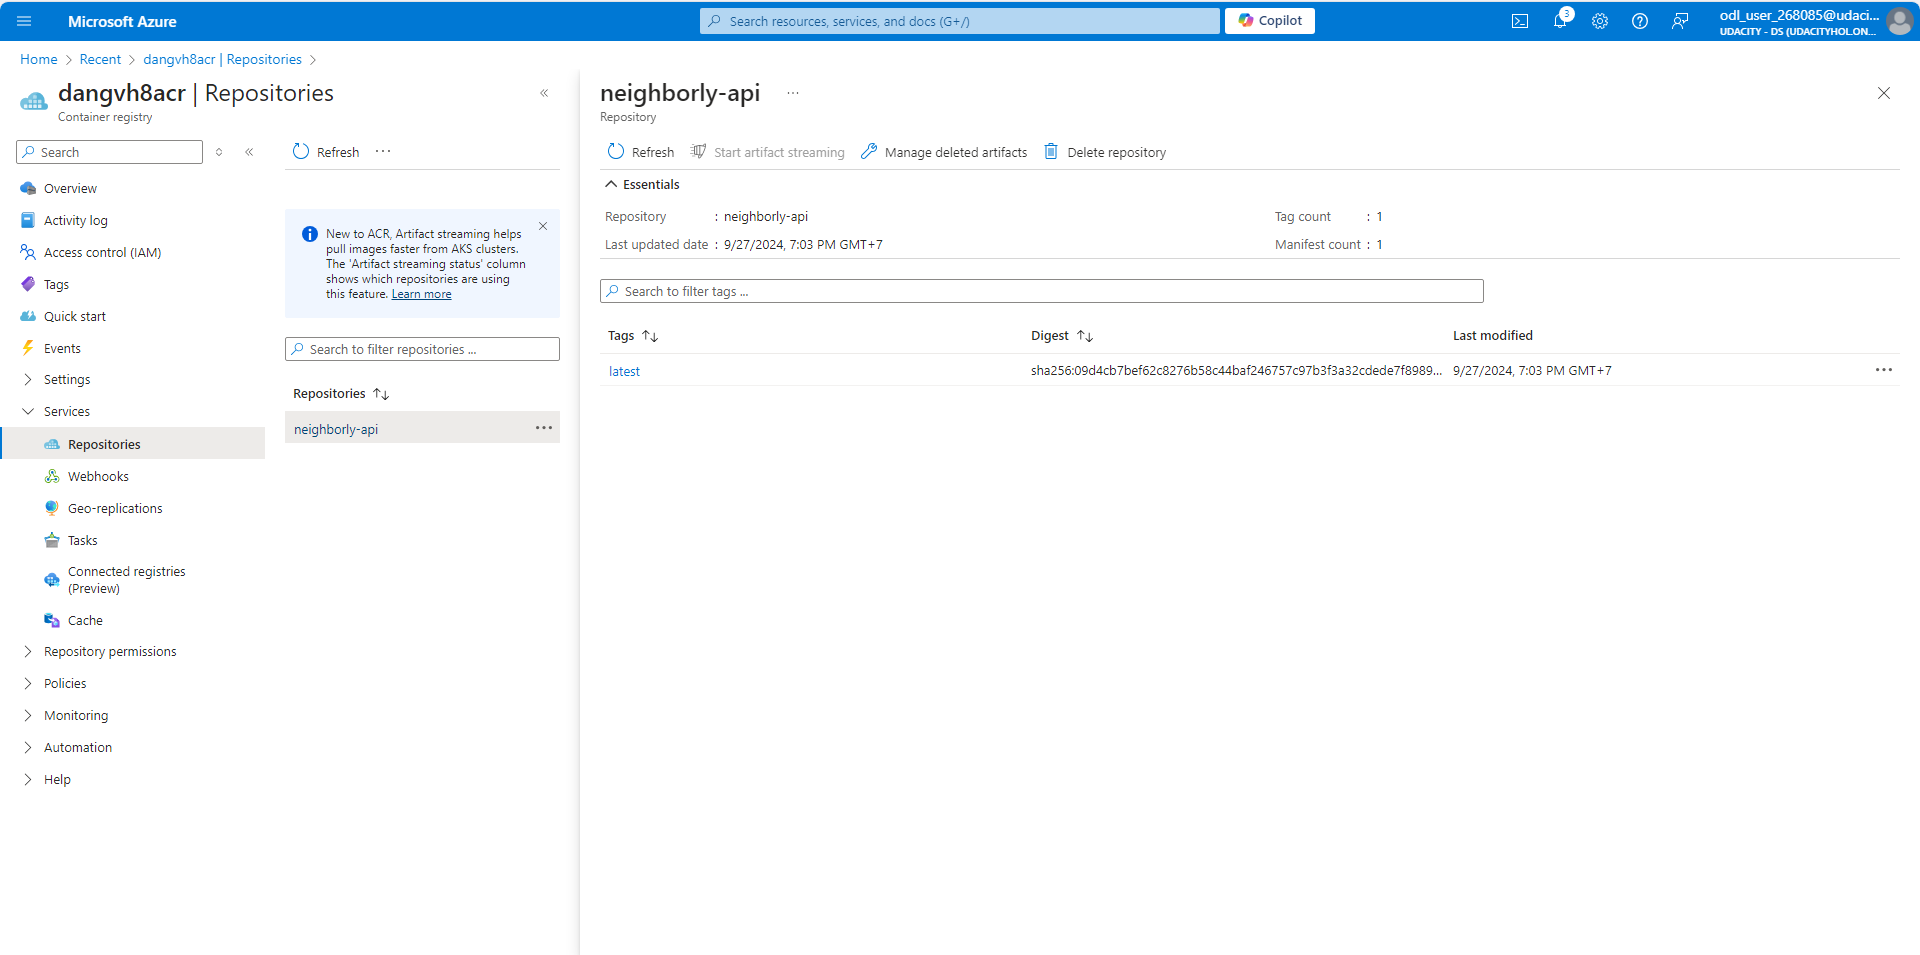 Microsoft Azure
Search resources, services, and docs (G+/)
Copilot
3
odl_user_268085@udaci...
UDACITY - DS (UDACITYHOL.ON...
Home > Recent > dangvh8acr | Repositories >
dangvh8acr | Repositories
Container registry
Search
Overview
Activity log
Access control (IAM)
Tags
Quick start
Events
Settings
Services
Repositories
Webhooks
Geo-replications
Tasks
Connected registries
(Preview)
Cache
Repository permissions
Policies
Monitoring
Automation
Help
Refresh
New to ACR, Artifact streaming helps
pull images faster from AKS clusters.
The 'Artifact streaming status' column
shows which repositories are using
this feature. Learn more
Search to filter repositories ...
Repositories
neighborly-api
neighborly-api
Repository
Refresh Start artifact streaming Manage deleted artifacts Delete repository
Essentials
Repository : neighborly-api Tag count : 1
Last updated date : 9/27/2024, 7:03 PM GMT+7 Manifest count : 1
Search to filter tags ...
Tags Digest Last modified
latest sha256:09d4cb7bef62c8276b58c44baf246757c97b3f3a32cdede7f8989... 9/27/2024, 7:03 PM GMT+7